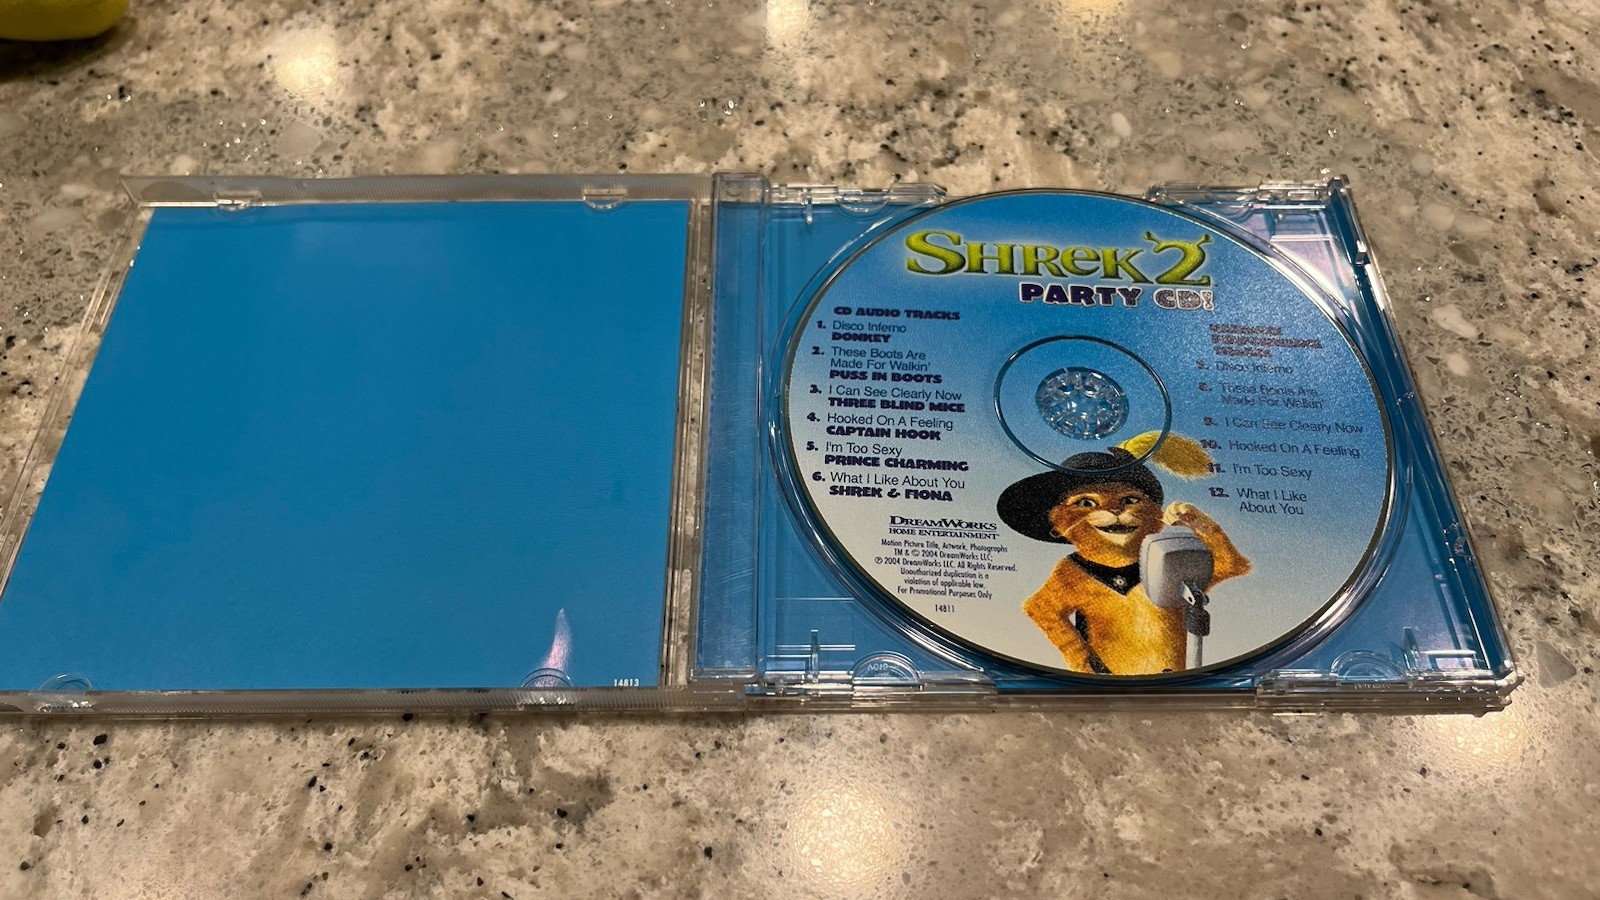 SHREK 2
PARTY CD!
CD AUDIO TRACKS
1. Disco Inferno
DONKEY
2. These Boots Are
Made For Walkin'
PUSS IN BOOTS
3. I Can See Clearly Now
THREE BLIND MICE
4. Hooked On A Feeling
CAPTAIN HOOK
5. I'm Too Sexy
PRINCE CHARMING
6. What I Like About You
SHREK & FIONA
DREAMWORKS
HOME ENTERTAINMENT
Motion Picture Title, Artwork, Photographs
TM & © 2004 DreamWorks LLC;
℗ 2004 DreamWorks LLC. All Rights Reserved.
Unauthorized duplication is a
violation of applicable law.
For Promotional Purposes Only
14811
Disco Inferno
8. These Boots Are
Made For Walkin'
9. I Can See Clearly Now
10. Hooked On A Feeling
11. I'm Too Sexy
12. What I Like
About You
14813